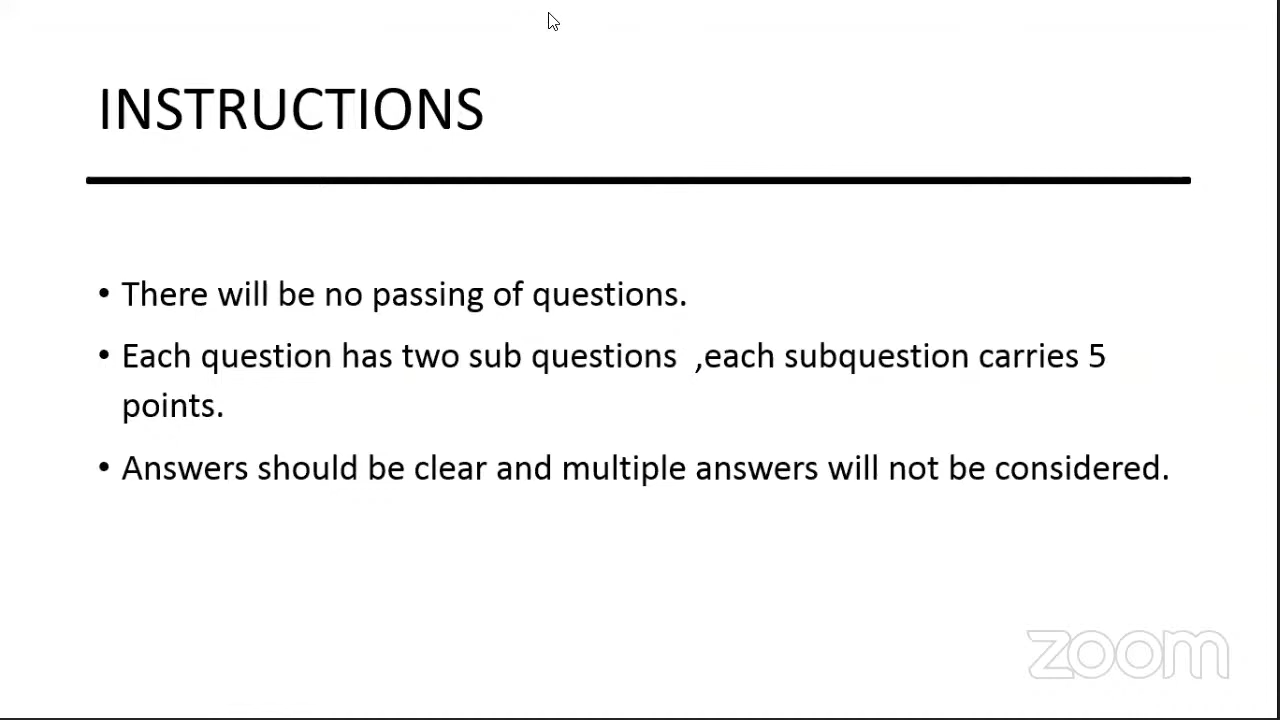 INSTRUCTIONS
• There will be no passing of questions.
• Each question has two sub questions  ,each subquestion carries 5
points.
• Answers should be clear and multiple answers will not be considered.
zoom